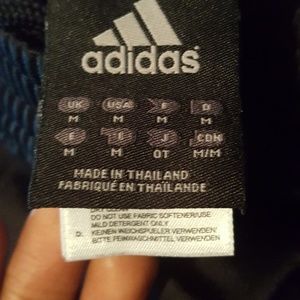 adidas
UK USA F D
M M M M
E I J CDN
M M OT M/M
MADE IN THAILAND
FABRIQUÉ EN THAÏLANDE
DO NOT USE FABRIC SOFTENER/USE
MILD DETERGENT ONLY
D: KEINEN WEICHSPUELER VERWENDEN/
BITTE FEINWASCHMITTEL VERWENDEN